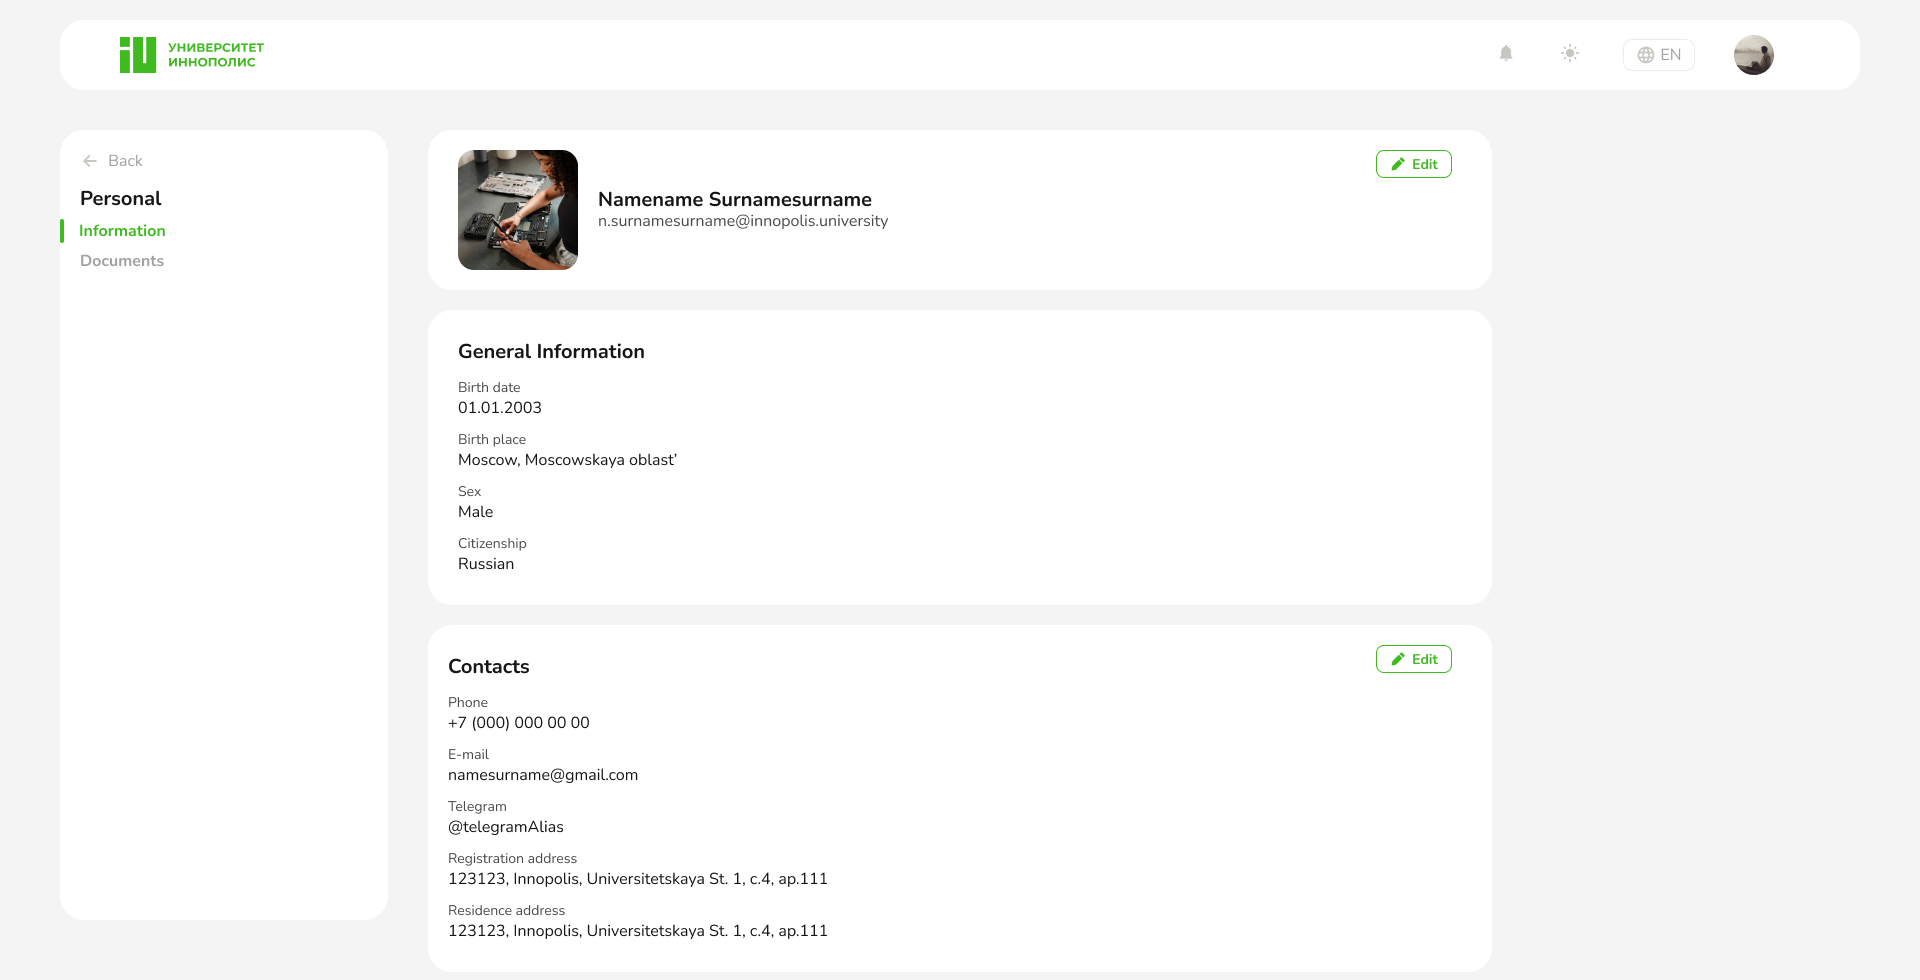 УНИВЕРСИТЕТ
ИННОПОЛИС
EN
Back
Personal
Information
Documents
Namename Surnamesurname
n.surnamesurname@innopolis.university
Edit
General Information
Birth date
01.01.2003
Birth place
Moscow, Moscowskaya oblast’
Sex
Male
Citizenship
Russian
Contacts
Edit
Phone
+7 (000) 000 00 00
E-mail
namesurname@gmail.com
Telegram
@telegramAlias
Registration address
123123, Innopolis, Universitetskaya St. 1, c.4, ap.111
Residence address
123123, Innopolis, Universitetskaya St. 1, c.4, ap.111